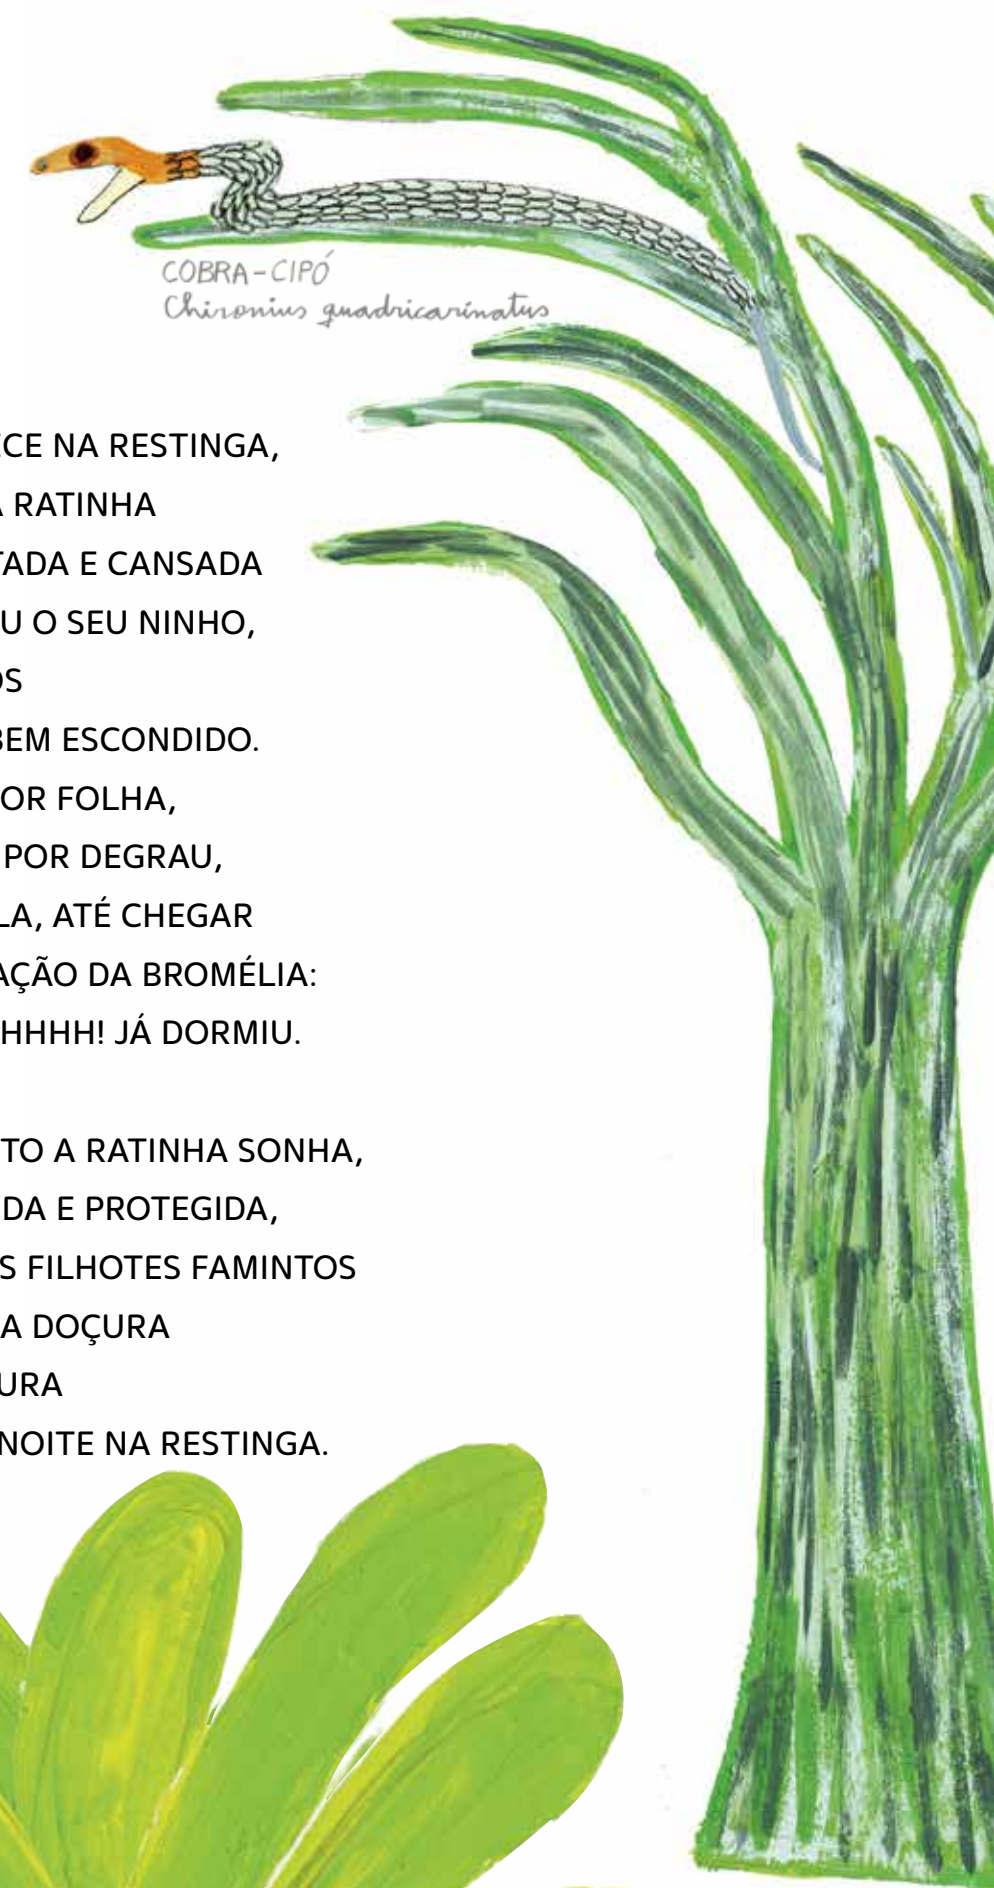 COBRA-CIPÓ
Chironius quadricarinatus
CE NA RESTINGA,
A RATINHA
TADA E CANSADA
U O SEU NINHO,
OS
BEM ESCONDIDO.
OR FOLHA,
POR DEGRAU,
LA, ATÉ CHEGAR
AÇÃO DA BROMÉLIA:
HHHH! JÁ DORMIU.
TO A RATINHA SONHA,
DA E PROTEGIDA,
S FILHOTES FAMINTOS
A DOÇURA
URA
NOITE NA RESTINGA.